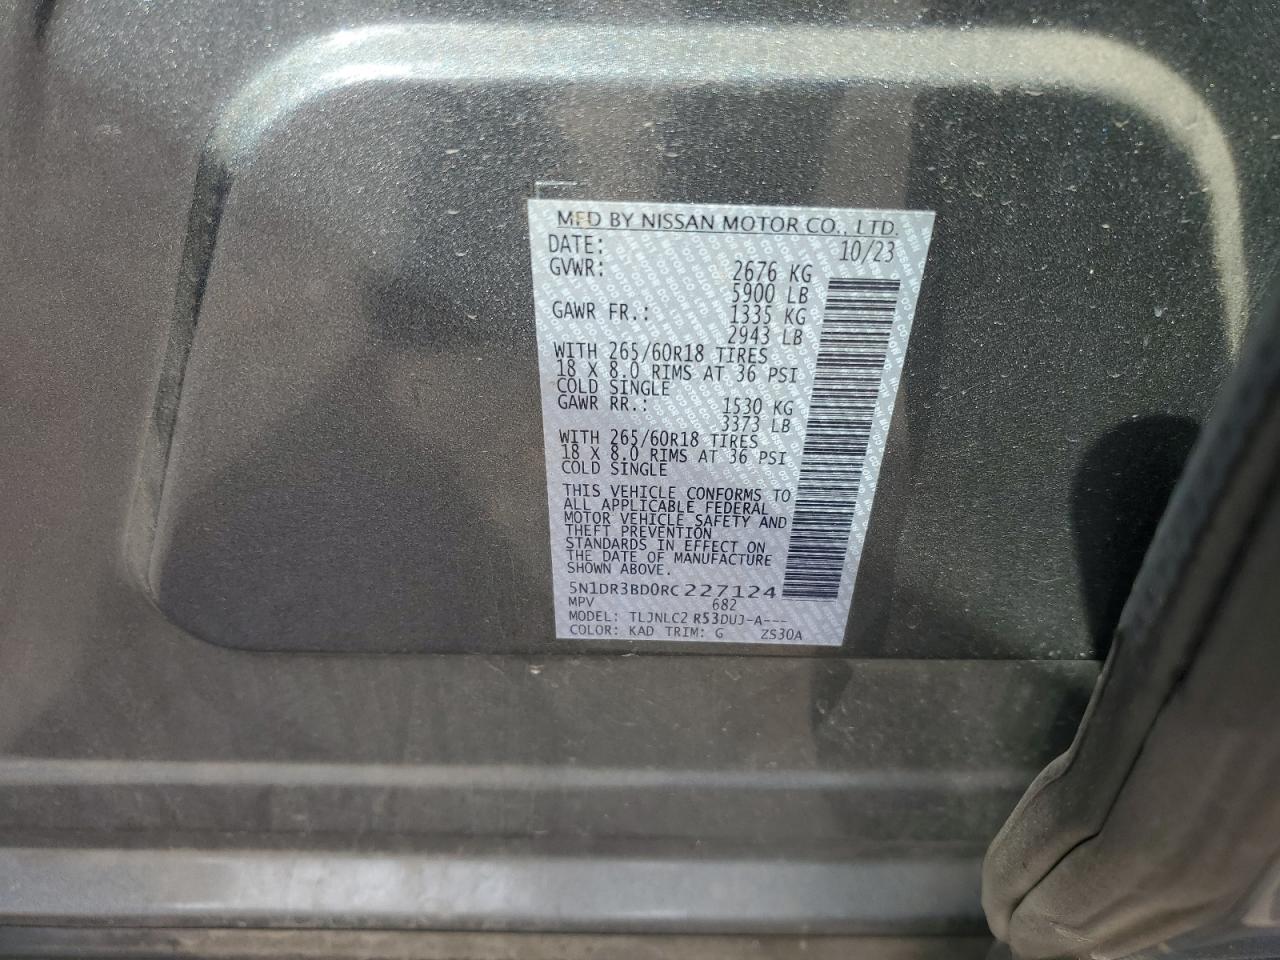 MFD BY NISSAN MOTOR CO., LTD.
DATE: 10/23
GVWR: 2676 KG
5900 LB
GAWR FR.: 1335 KG
2943 LB
WITH 265/60R18 TIRES
18 X 8.0 RIMS AT 36 PSI
COLD SINGLE
GAWR RR.: 1530 KG
3373 LB
WITH 265/60R18 TIRES
18 X 8.0 RIMS AT 36 PSI
COLD SINGLE
THIS VEHICLE CONFORMS TO
ALL APPLICABLE FEDERAL
MOTOR VEHICLE SAFETY AND
THEFT PREVENTION
STANDARDS IN EFFECT ON
THE DATE OF MANUFACTURE
SHOWN ABOVE.
5N1DR3BD0RC227124
MPV 682
MODEL: TLJNLC2 R53DUJ-A---
COLOR: KAD TRIM: G ZS30A